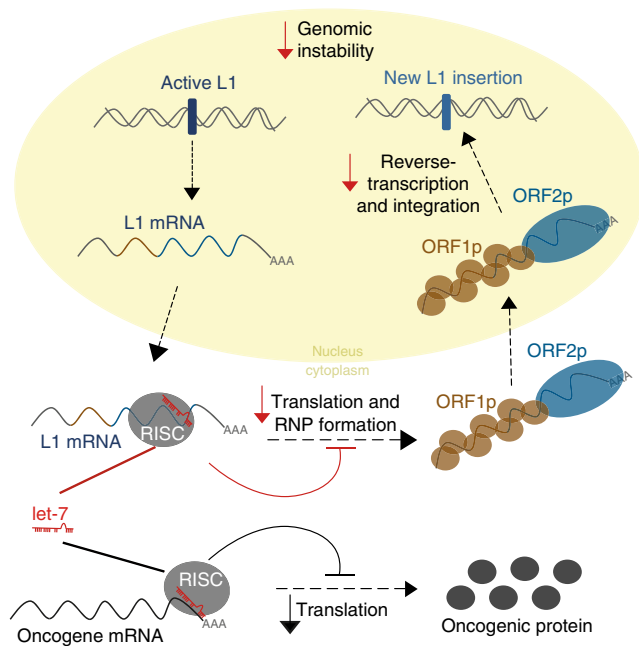 Genomic
instability
Active L1
New L1 insertion
Reverse-
transcription
and integration
ORF2p
AAA
L1 mRNA
ORF1p
AAA
Nucleus
cytoplasm
ORF2p
AAA
Translation and
RNP formation
ORF1p
L1 mRNA
RISC
AAA
let-7
RISC
AAA
Translation
Oncogene mRNA
Oncogenic protein